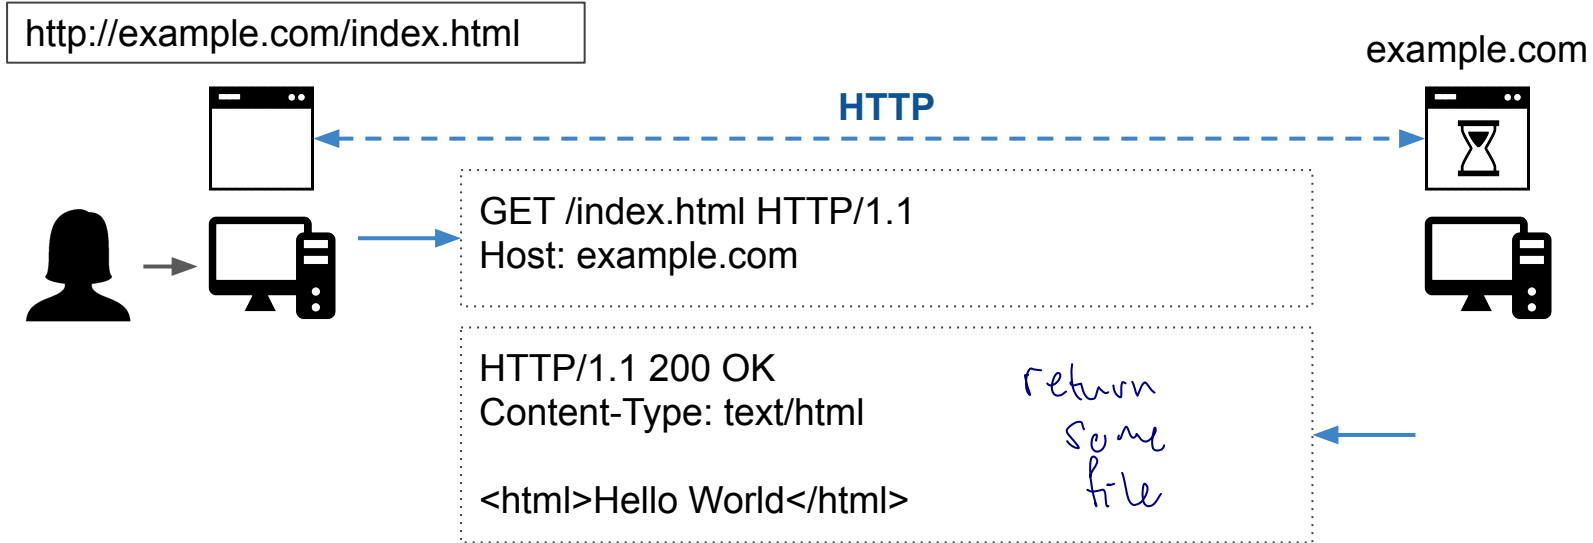 http://example.com/index.html
example.com
HTTP
GET /index.html HTTP/1.1
Host: example.com
HTTP/1.1 200 OK
Content-Type: text/html
<html>Hello World</html>
return
some
file